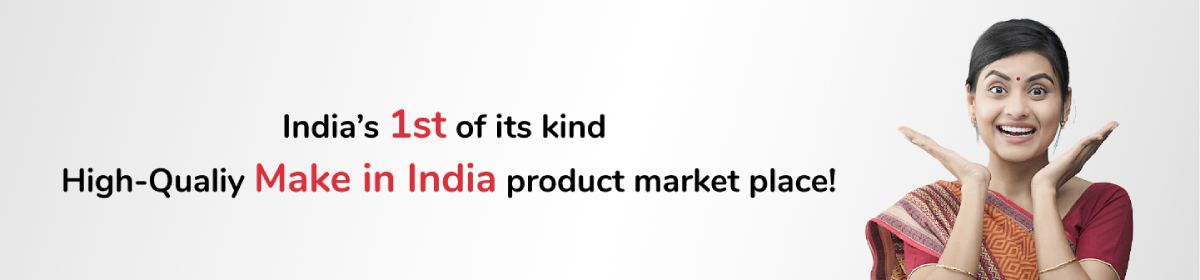 India’s 1st of its kind
High-Qualiy Make in India product market place!